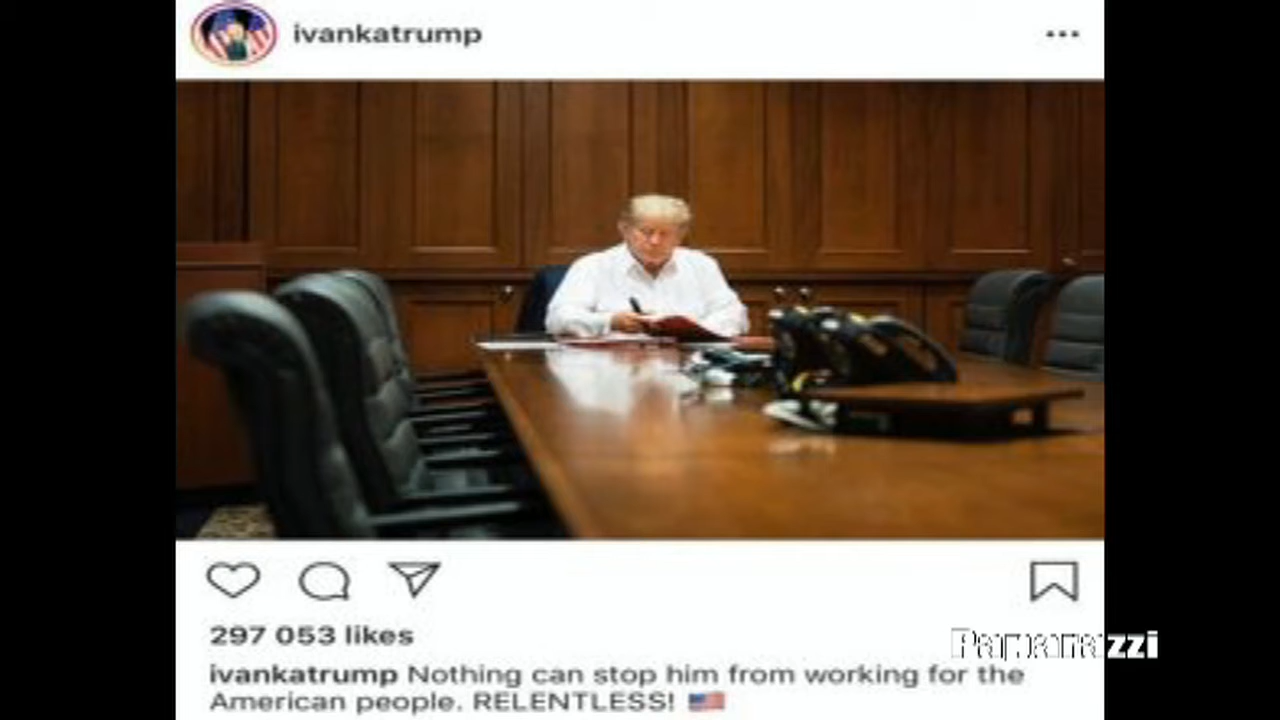 ivankatrump
297 053 likes
Paparazzi
ivankatrump Nothing can stop him from working for the
American people. RELENTLESS! 🇺🇸